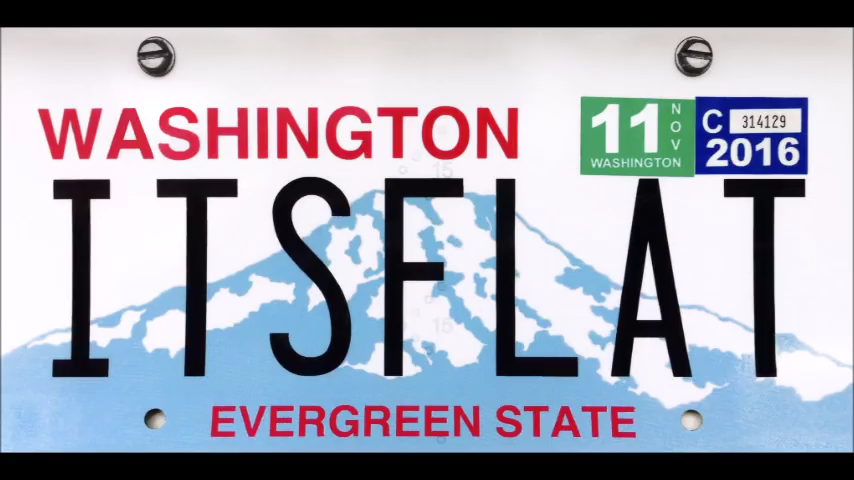 WASHINGTON
11 NOV WASHINGTON
C 314129 2016
ITSFLAT
EVERGREEN STATE